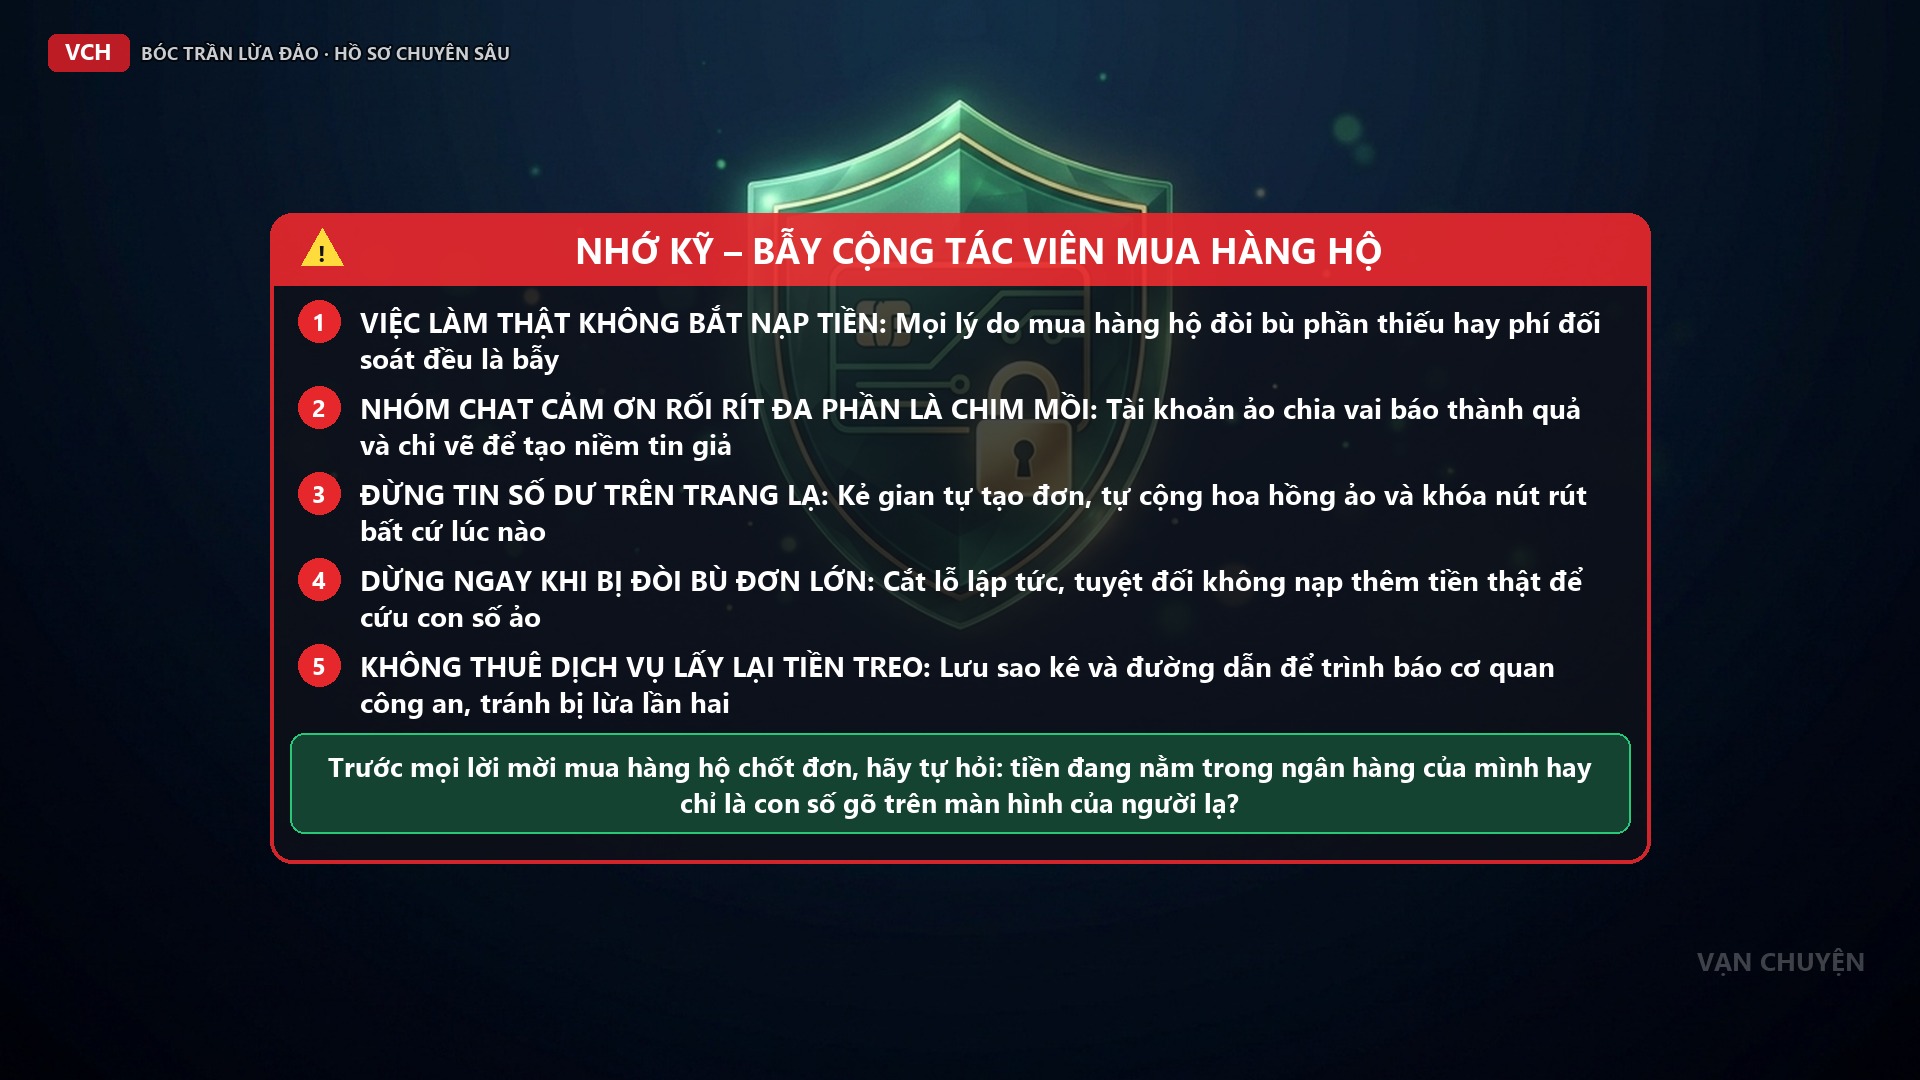 VCH
BÓC TRẦN LỪA ĐẢO · HỒ SƠ CHUYÊN SÂU
!
NHỚ KỸ – BẪY CỘNG TÁC VIÊN MUA HÀNG HỘ
1
VIỆC LÀM THẬT KHÔNG BẮT NẠP TIỀN: Mọi lý do mua hàng hộ đòi bù phần thiếu hay phí đối
soát đều là bẫy
2
NHÓM CHAT CẢM ƠN RỐI RÍT ĐA PHẦN LÀ CHIM MỒI: Tài khoản ảo chia vai báo thành quả
và chỉ vẽ để tạo niềm tin giả
3
ĐỪNG TIN SỐ DƯ TRÊN TRANG LẠ: Kẻ gian tự tạo đơn, tự cộng hoa hồng ảo và khóa nút rút
bất cứ lúc nào
4
DỪNG NGAY KHI BỊ ĐÒI BÙ ĐƠN LỚN: Cắt lỗ lập tức, tuyệt đối không nạp thêm tiền thật để
cứu con số ảo
5
KHÔNG THUÊ DỊCH VỤ LẤY LẠI TIỀN TREO: Lưu sao kê và đường dẫn để trình báo cơ quan
công an, tránh bị lừa lần hai
Trước mọi lời mời mua hàng hộ chốt đơn, hãy tự hỏi: tiền đang nằm trong ngân hàng của mình hay
chỉ là con số gõ trên màn hình của người lạ?
VẠN CHUYỆN